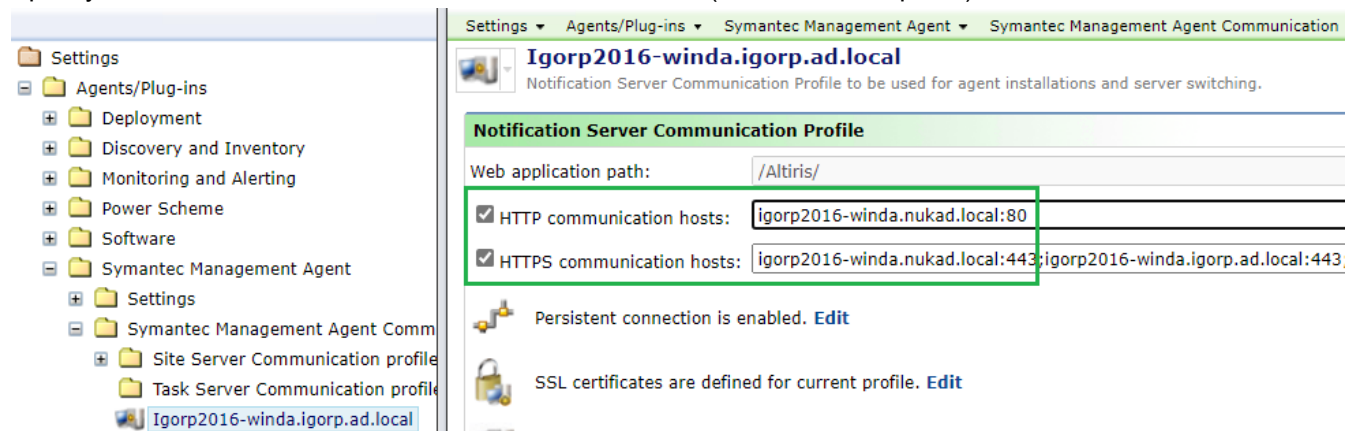 Settings ▾ Agents/Plug-ins ▾ Symantec Management Agent ▾ Symantec Management Agent Communication
Settings
Agents/Plug-ins
Deployment
Discovery and Inventory
Monitoring and Alerting
Power Scheme
Software
Symantec Management Agent
Settings
Symantec Management Agent Comm
Site Server Communication profile
Task Server Communication profile
Igorp2016-winda.igorp.ad.local
Igorp2016-winda.igorp.ad.local
Notification Server Communication Profile to be used for agent installations and server switching.
Notification Server Communication Profile
Web application path: /Altiris/
HTTP communication hosts: igorp2016-winda.nukad.local:80
HTTPS communication hosts: igorp2016-winda.nukad.local:443;igorp2016-winda.igorp.ad.local:443;
Persistent connection is enabled. Edit
SSL certificates are defined for current profile. Edit